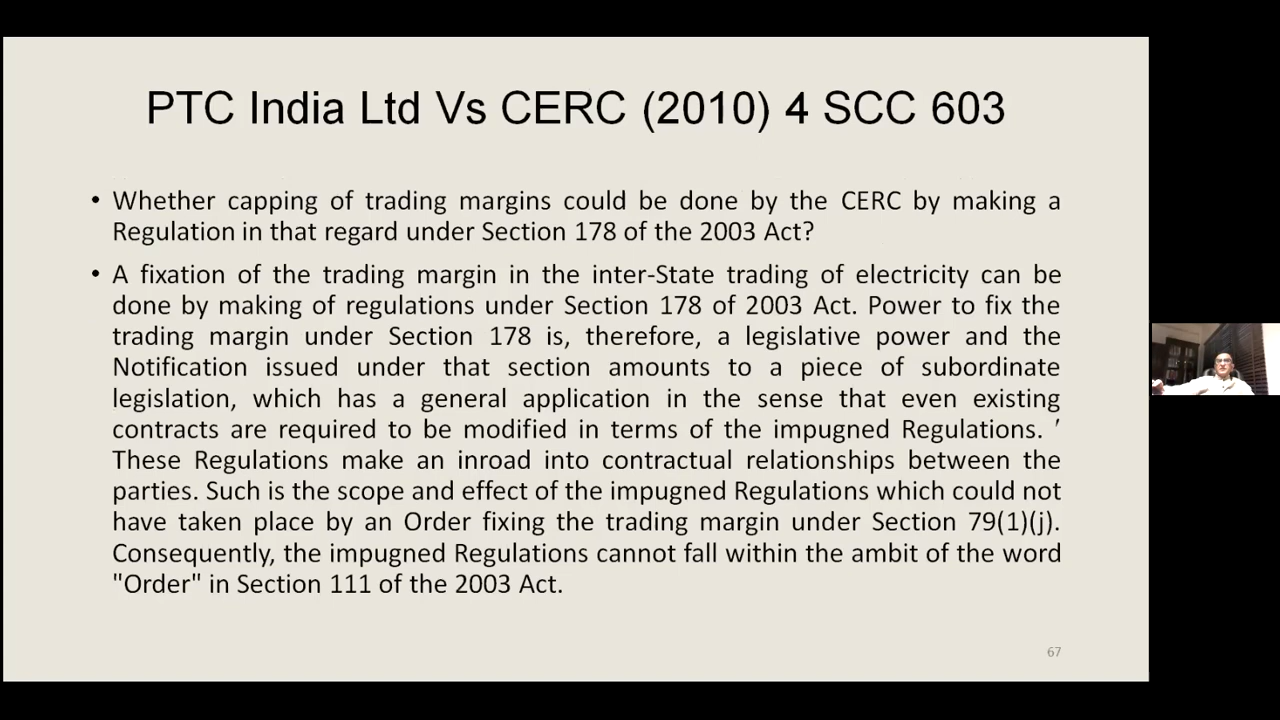 PTC India Ltd Vs CERC (2010) 4 SCC 603
• Whether capping of trading margins could be done by the CERC by making a
Regulation in that regard under Section 178 of the 2003 Act?
• A fixation of the trading margin in the inter-State trading of electricity can be
done by making of regulations under Section 178 of 2003 Act. Power to fix the
trading margin under Section 178 is, therefore, a legislative power and the
Notification issued under that section amounts to a piece of subordinate
legislation, which has a general application in the sense that even existing
contracts are required to be modified in terms of the impugned Regulations. ′
These Regulations make an inroad into contractual relationships between the
parties. Such is the scope and effect of the impugned Regulations which could not
have taken place by an Order fixing the trading margin under Section 79(1)(j).
Consequently, the impugned Regulations cannot fall within the ambit of the word
"Order" in Section 111 of the 2003 Act.
67